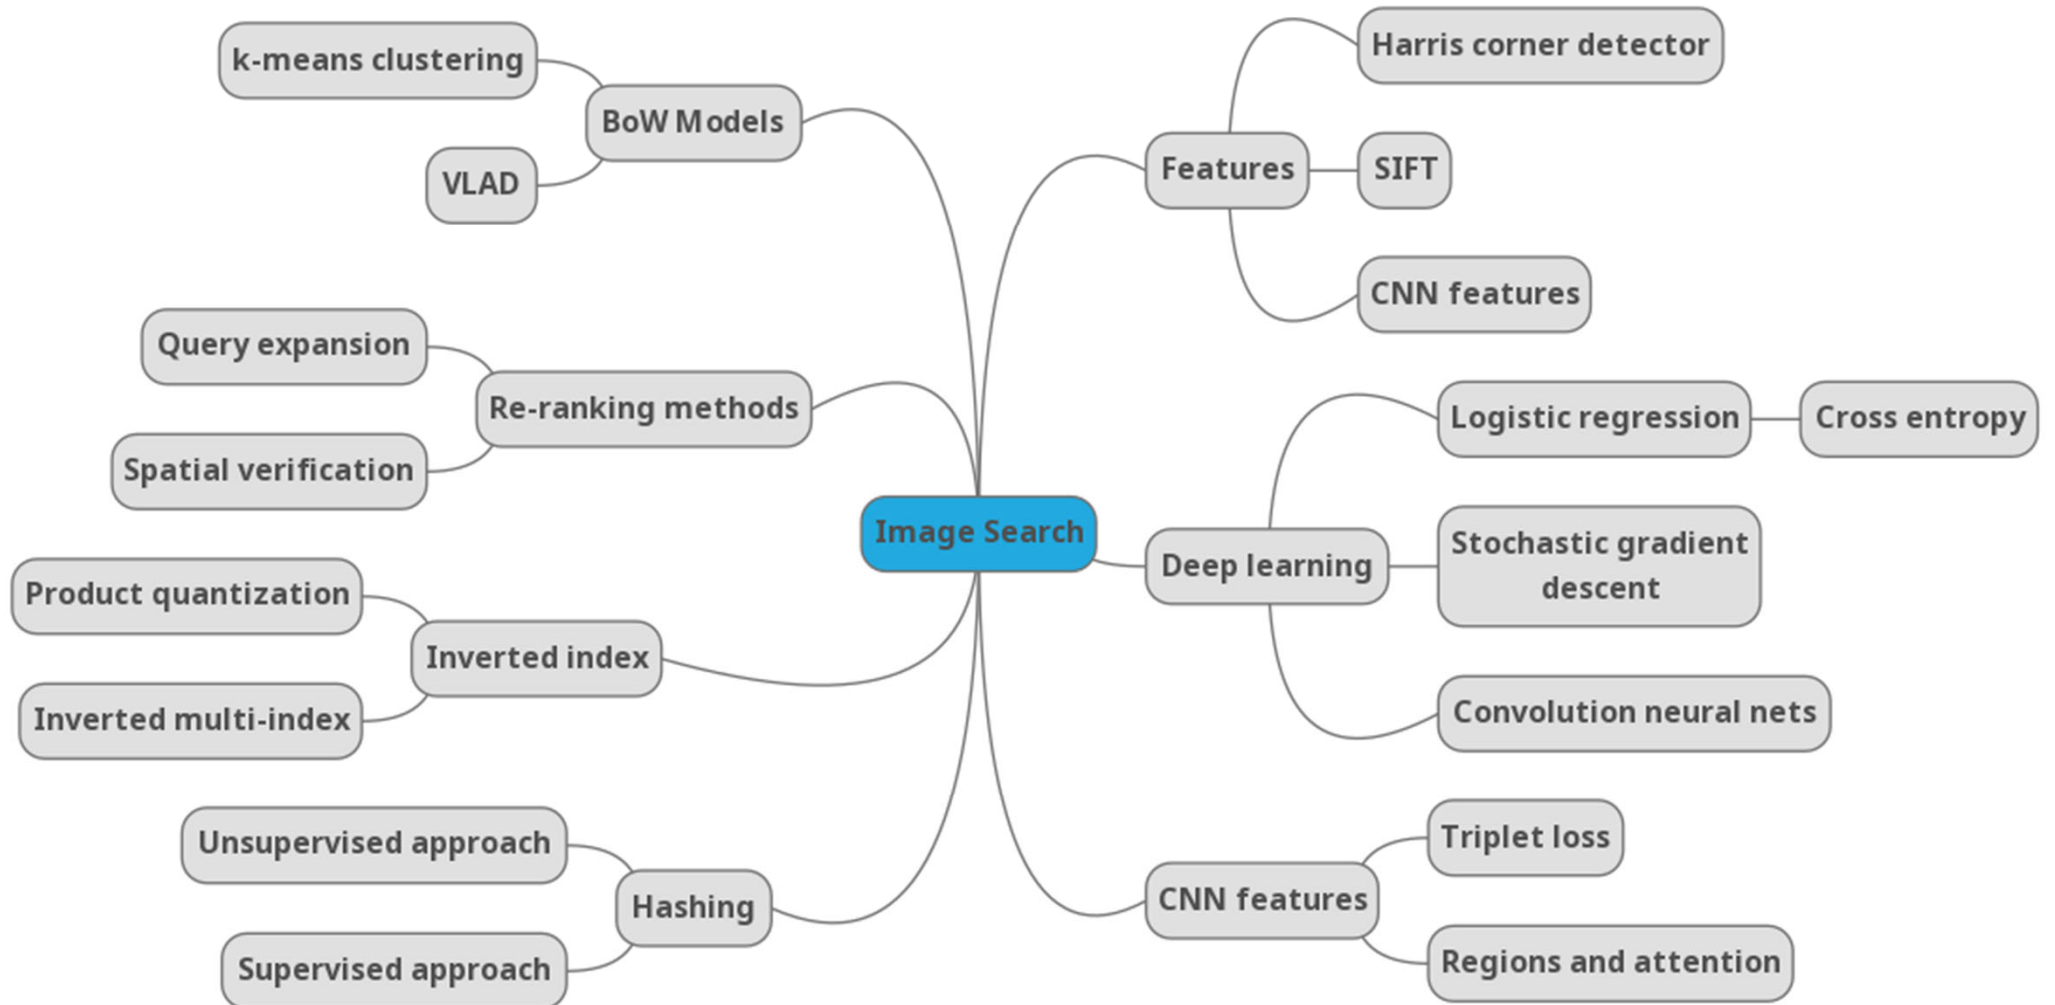 k-means clustering
BoW Models
VLAD
Query expansion
Re-ranking methods
Spatial verification
Product quantization
Inverted index
Inverted multi-index
Unsupervised approach
Hashing
Supervised approach
Image Search
Harris corner detector
Features
SIFT
CNN features
Logistic regression
Cross entropy
Deep learning
Stochastic gradient
descent
Convolution neural nets
Triplet loss
CNN features
Regions and attention